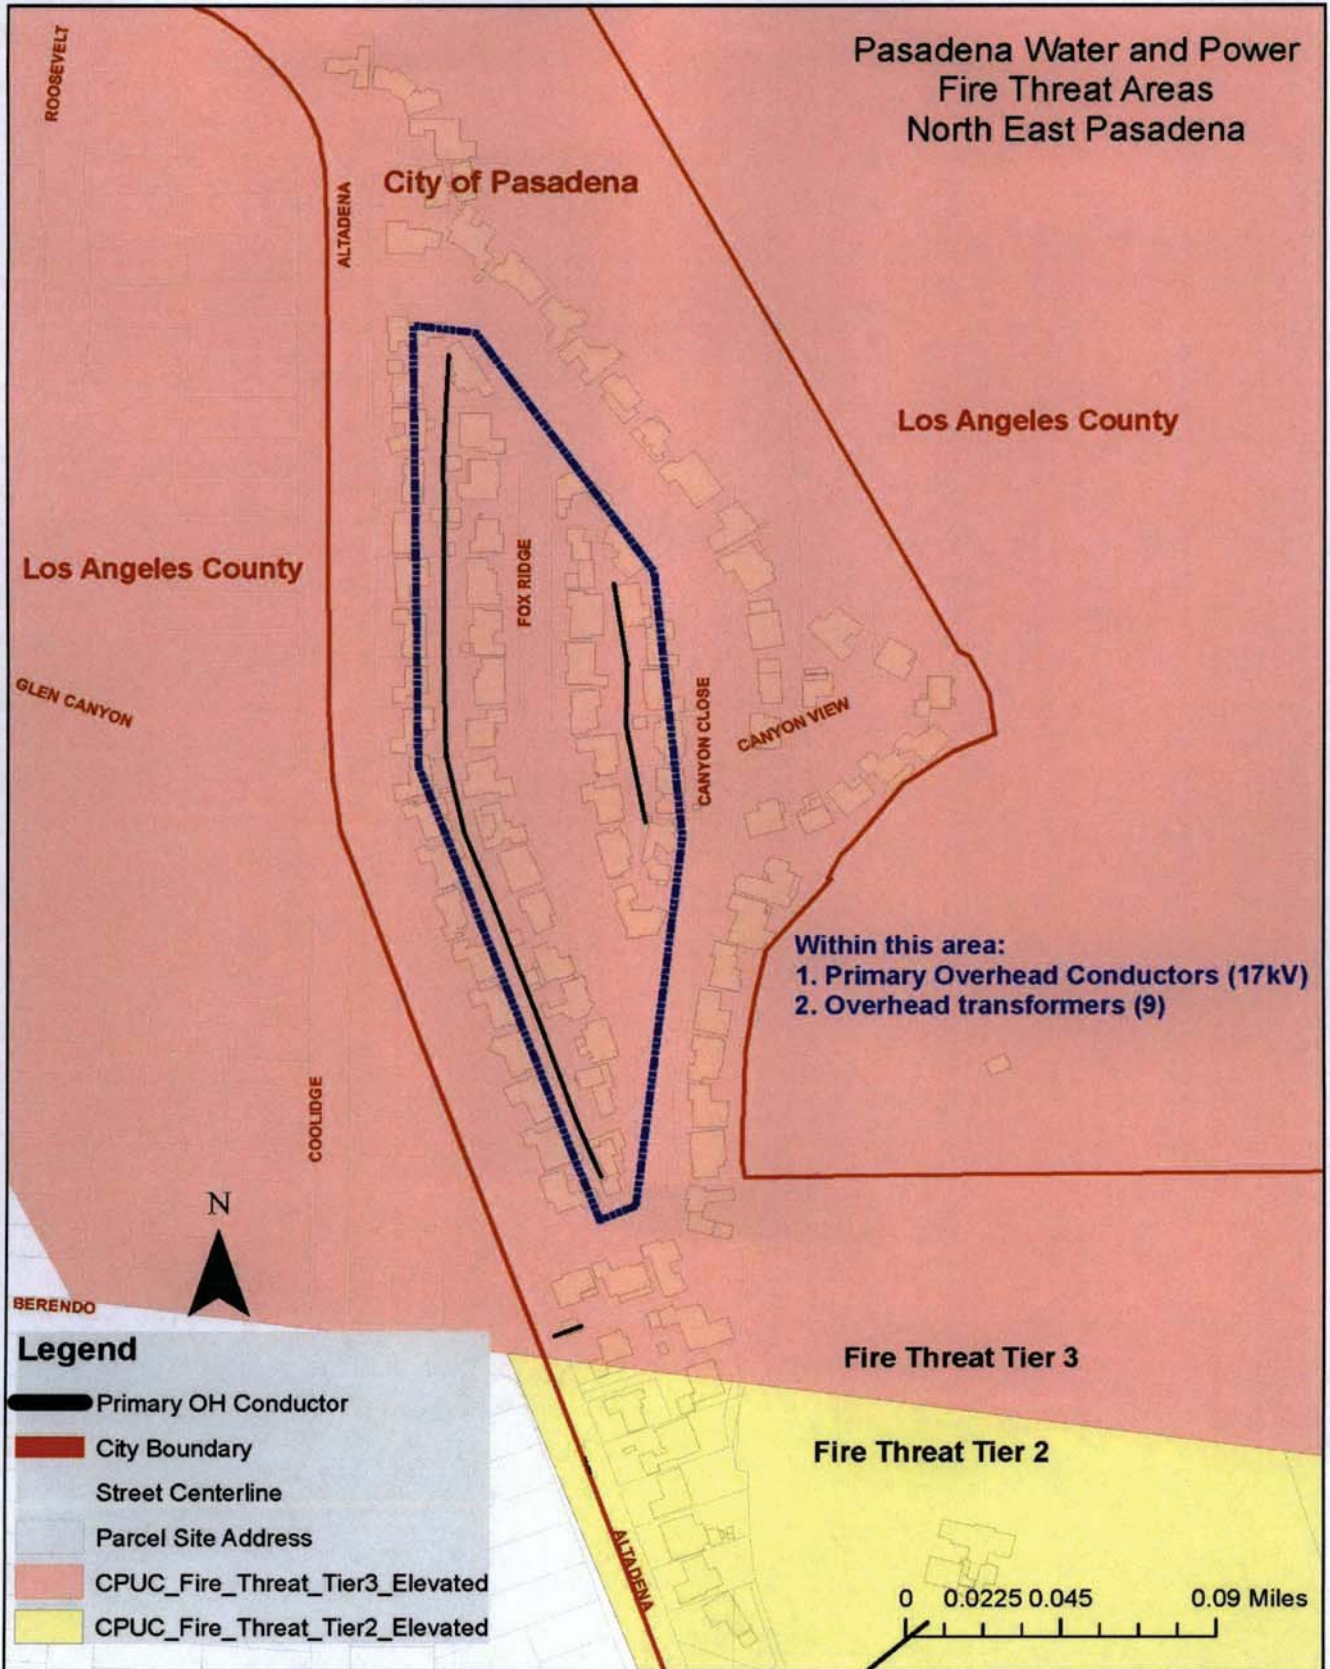 Pasadena Water and Power
Fire Threat Areas
North East Pasadena
ROOSEVELT
ALTADENA
City of Pasadena
Los Angeles County
Los Angeles County
FOX RIDGE
GLEN CANYON
CANYON CLOSE
CANYON VIEW
Within this area:
1. Primary Overhead Conductors (17kV)
2. Overhead transformers (9)
COOLIDGE
N
BERENDO
Legend
Primary OH Conductor
City Boundary
Street Centerline
Parcel Site Address
CPUC_Fire_Threat_Tier3_Elevated
CPUC_Fire_Threat_Tier2_Elevated
Fire Threat Tier 3
Fire Threat Tier 2
ALTADENA
0 0.0225 0.045 0.09 Miles